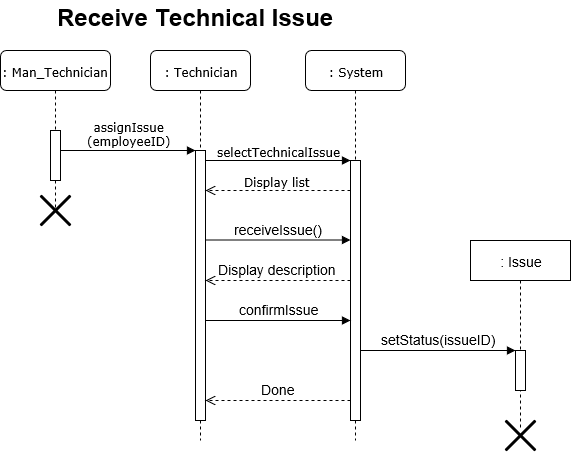 Receive Technical Issue
: Man_Technician
: Technician
: System
assignIssue
(employeeID)
selectTechnicalIssue
Display list
receiveIssue()
: Issue
Display description
confirmIssue
setStatus(issueID)
Done